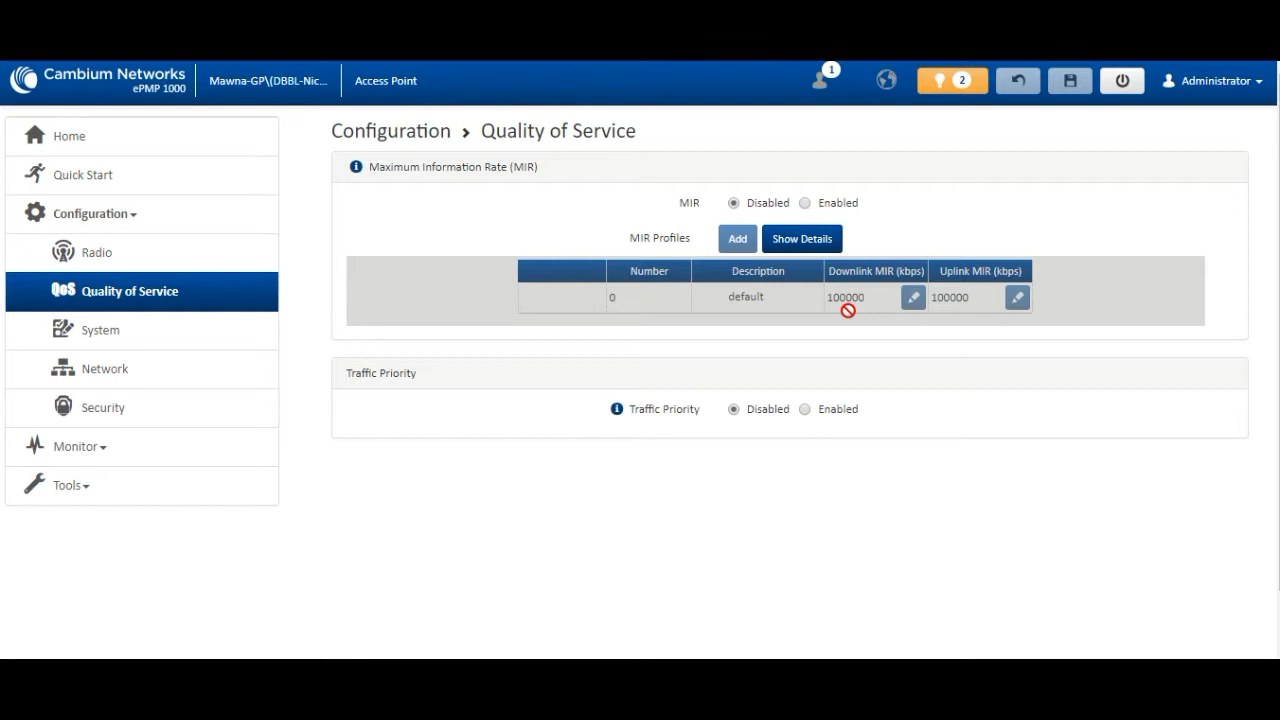 Cambium Networks
ePMP 1000
Mawna-GP\(DBBL-Nic...
Access Point
1
2
Administrator
Home
Quick Start
Configuration
Radio
QoS Quality of Service
System
Network
Security
Monitor
Tools
Configuration > Quality of Service
Maximum Information Rate (MIR)
MIR Disabled Enabled
MIR Profiles Add Show Details
Number Description Downlink MIR (kbps) Uplink MIR (kbps)
0 default 100000 100000
Traffic Priority
Traffic Priority Disabled Enabled